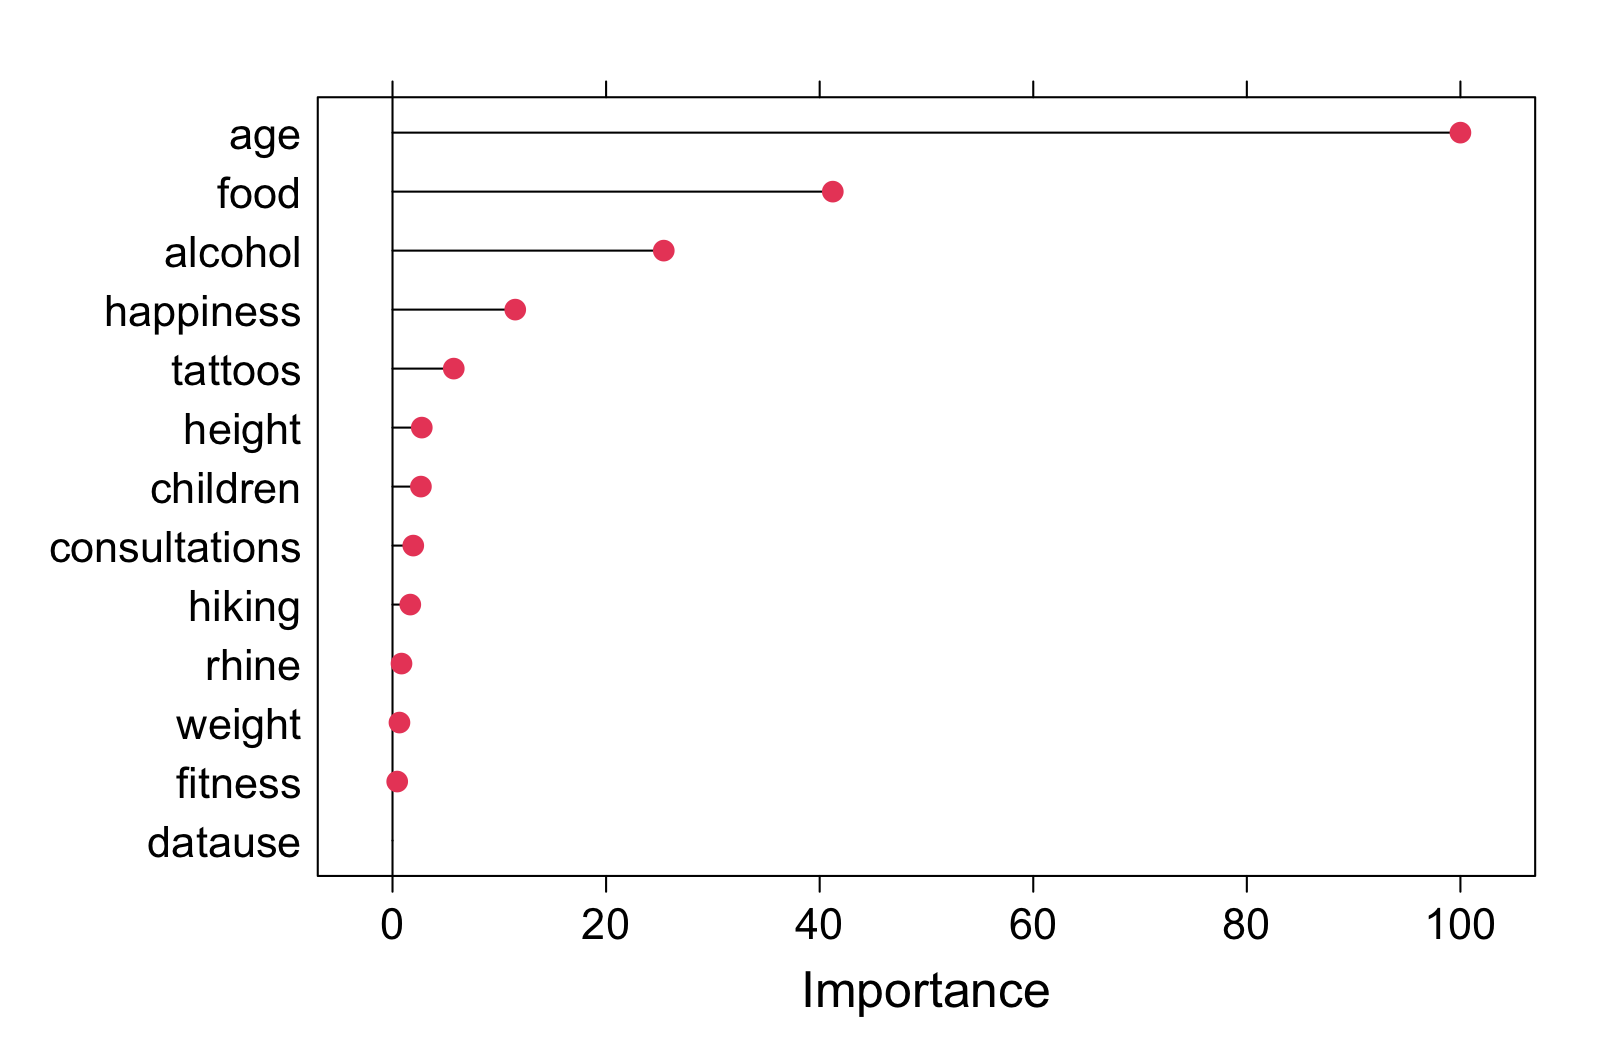 age
food
alcohol
happiness
tattoos
height
children
consultations
hiking
rhine
weight
fitness
datause
0 20 40 60 80 100
Importance